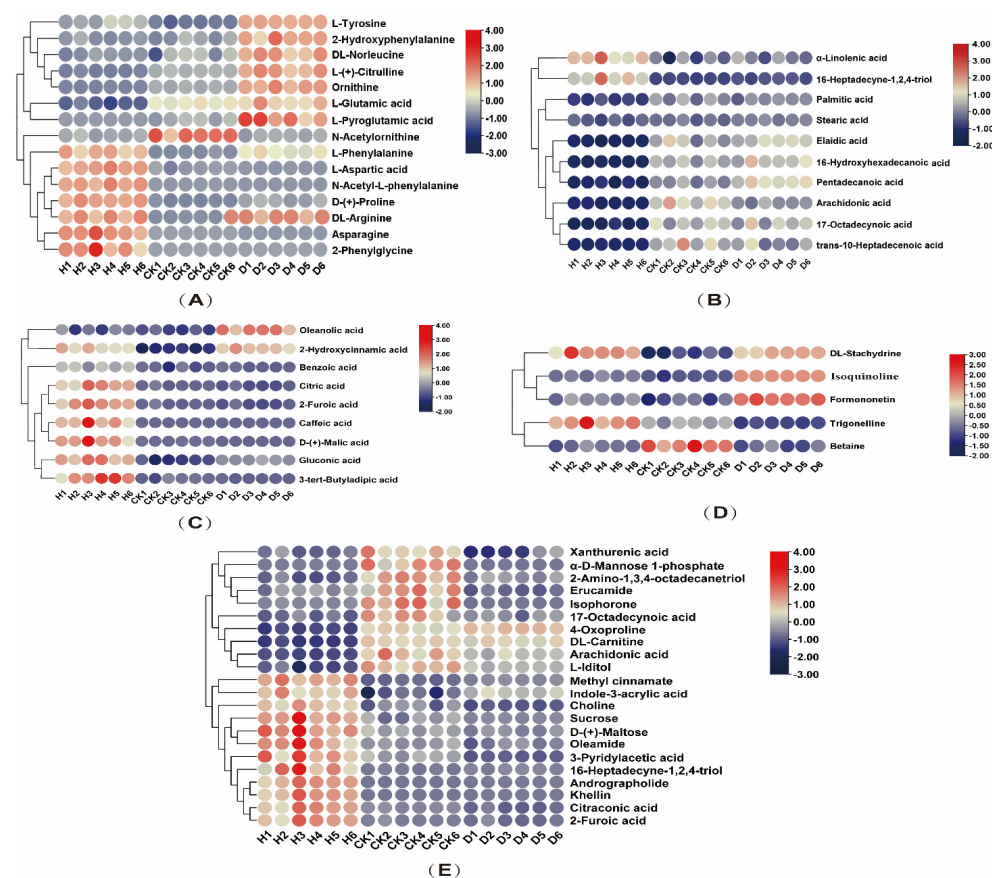 L-Tyrosine
2-Hydroxyphenylalanine
DL-Norleucine
L-(+)-Citrulline
Ornithine
L-Glutamic acid
L-Pyroglutamic acid
N-Acetylornithine
L-Phenylalanine
L-Aspartic acid
N-Acetyl-L-phenylalanine
D-(+)-Proline
DL-Arginine
Asparagine
2-Phenylglycine
4.00
3.00
2.00
1.00
0.00
-1.00
-2.00
-3.00
H1 H2 H3 H4 H5 H6 CK1 CK2 CK3 CK4 CK5 CK6 D1 D2 D3 D4 D5 D6
(A)
α-Linolenic acid
16-Heptadecyne-1,2,4-triol
Palmitic acid
Stearic acid
Elaidic acid
16-Hydroxyhexadecanoic acid
Pentadecanoic acid
Arachidonic acid
17-Octadecynoic acid
trans-10-Heptadecenoic acid
4.00
3.00
2.00
1.00
0.00
-1.00
-2.00
H1 H2 H3 H4 H5 H6 CK1 CK2 CK3 CK4 CK5 CK6 D1 D2 D3 D4 D5 D6
(B)
Oleanolic acid
2-Hydroxycinnamic acid
Benzoic acid
Citric acid
2-Furoic acid
Caffoic acid
D-(+)-Malic acid
Gluconic acid
3-tert-Butyladipic acid
4.00
3.00
2.00
1.00
0.00
-1.00
-2.00
H1 H2 H3 H4 H5 H6 CK1 CK2 CK3 CK4 CK5 CK6 D1 D2 D3 D4 D5 D6
(C)
DL-Stachydrine
Isoquinoline
Formononetin
Trigonelline
Betaine
3.00
2.50
2.00
1.50
1.00
0.50
0.00
-0.50
-1.00
-1.50
-2.00
H1 H2 H3 H4 H5 H6 CK1 CK2 CK3 CK4 CK5 CK6 D1 D2 D3 D4 D5 D6
(D)
Xanthurenic acid
α-D-Mannose 1-phosphate
2-Amino-1,3,4-octadecanetriol
Erucamide
Isophorone
17-Octadecynoic acid
4-Oxoproline
DL-Carnitine
Arachidonic acid
L-Iditol
Methyl cinnamate
Indole-3-acrylic acid
Choline
Sucrose
D-(+)-Maltose
Oleamide
3-Pyridylacetic acid
16-Heptadecyne-1,2,4-triol
Andrographolide
Khellin
Citraconic acid
2-Furoic acid
4.00
3.00
2.00
1.00
0.00
-1.00
-2.00
-3.00
H1 H2 H3 H4 H5 H6 CK1 CK2 CK3 CK4 CK5 CK6 D1 D2 D3 D4 D5 D6
(E)